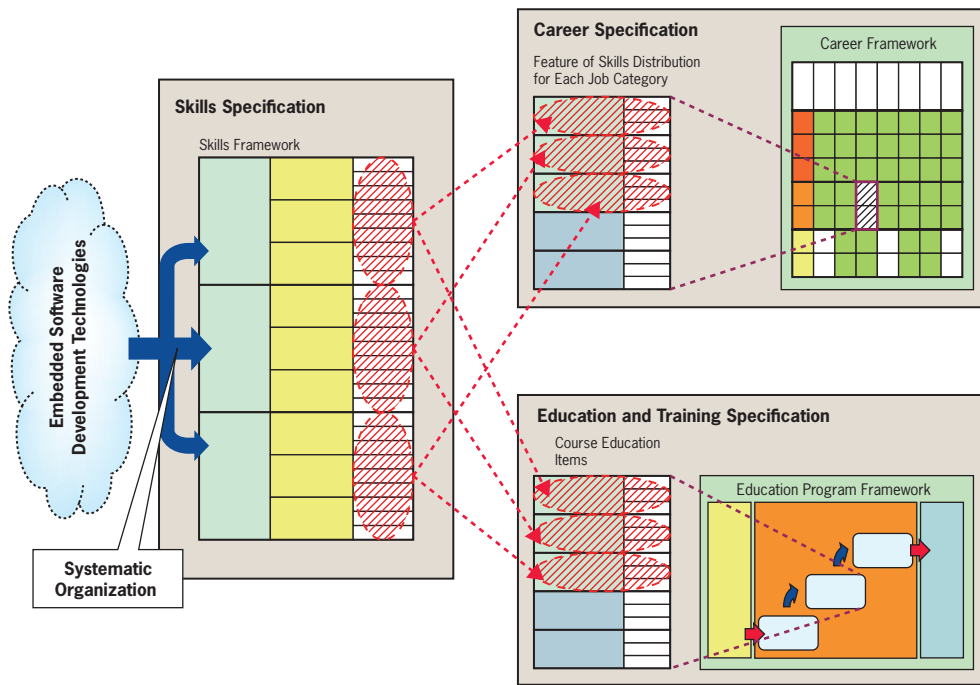 Embedded Software
Development Technologies
Systematic
Organization
Skills Specification
Skills Framework
Career Specification
Feature of Skills Distribution
for Each Job Category
Career Framework
Education and Training Specification
Course Education
Items
Education Program Framework